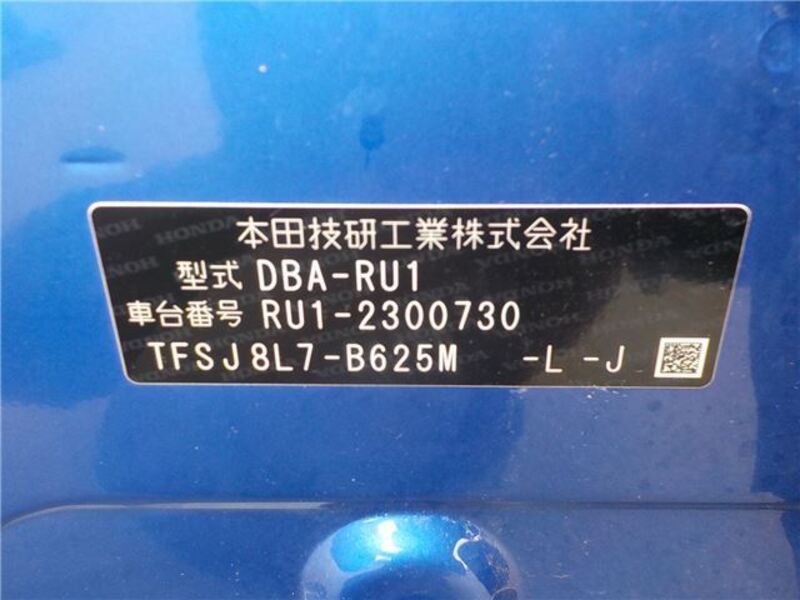 本田技研工業株式会社
型式 DBA-RU1
車台番号 RU1-2300730
TFSJ8L7-B625M -L -J